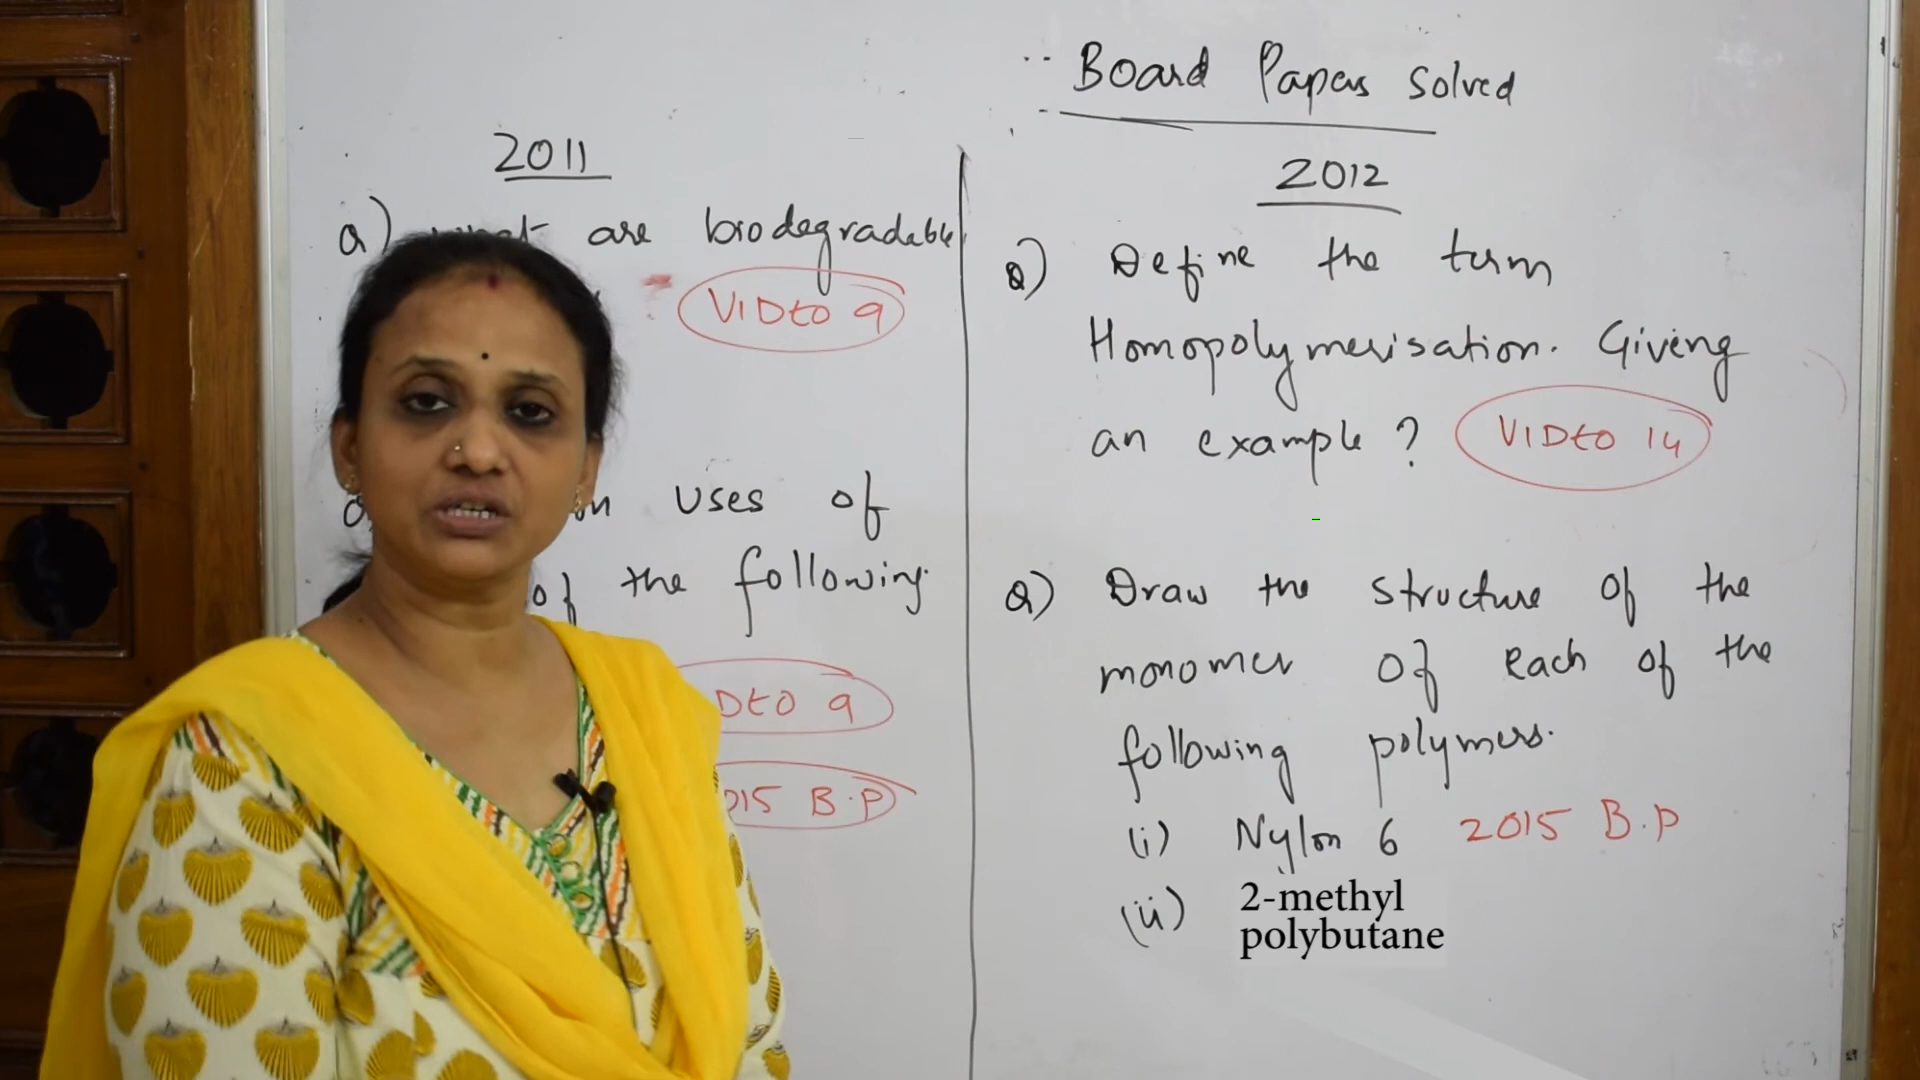 Board Papers Solved
2011
Q) What are biodegradable
VIDEO 9
uses of
of the following.
DEO 9
015 B.P
2012
Q) Define the term
Homopolymerisation. Giving
an example ? VIDEO 14
Q) Draw the structure of the
monomer of each of the
following polymers.
(i) Nylon 6 2015 B.P
(ii) 2-methyl
polybutane